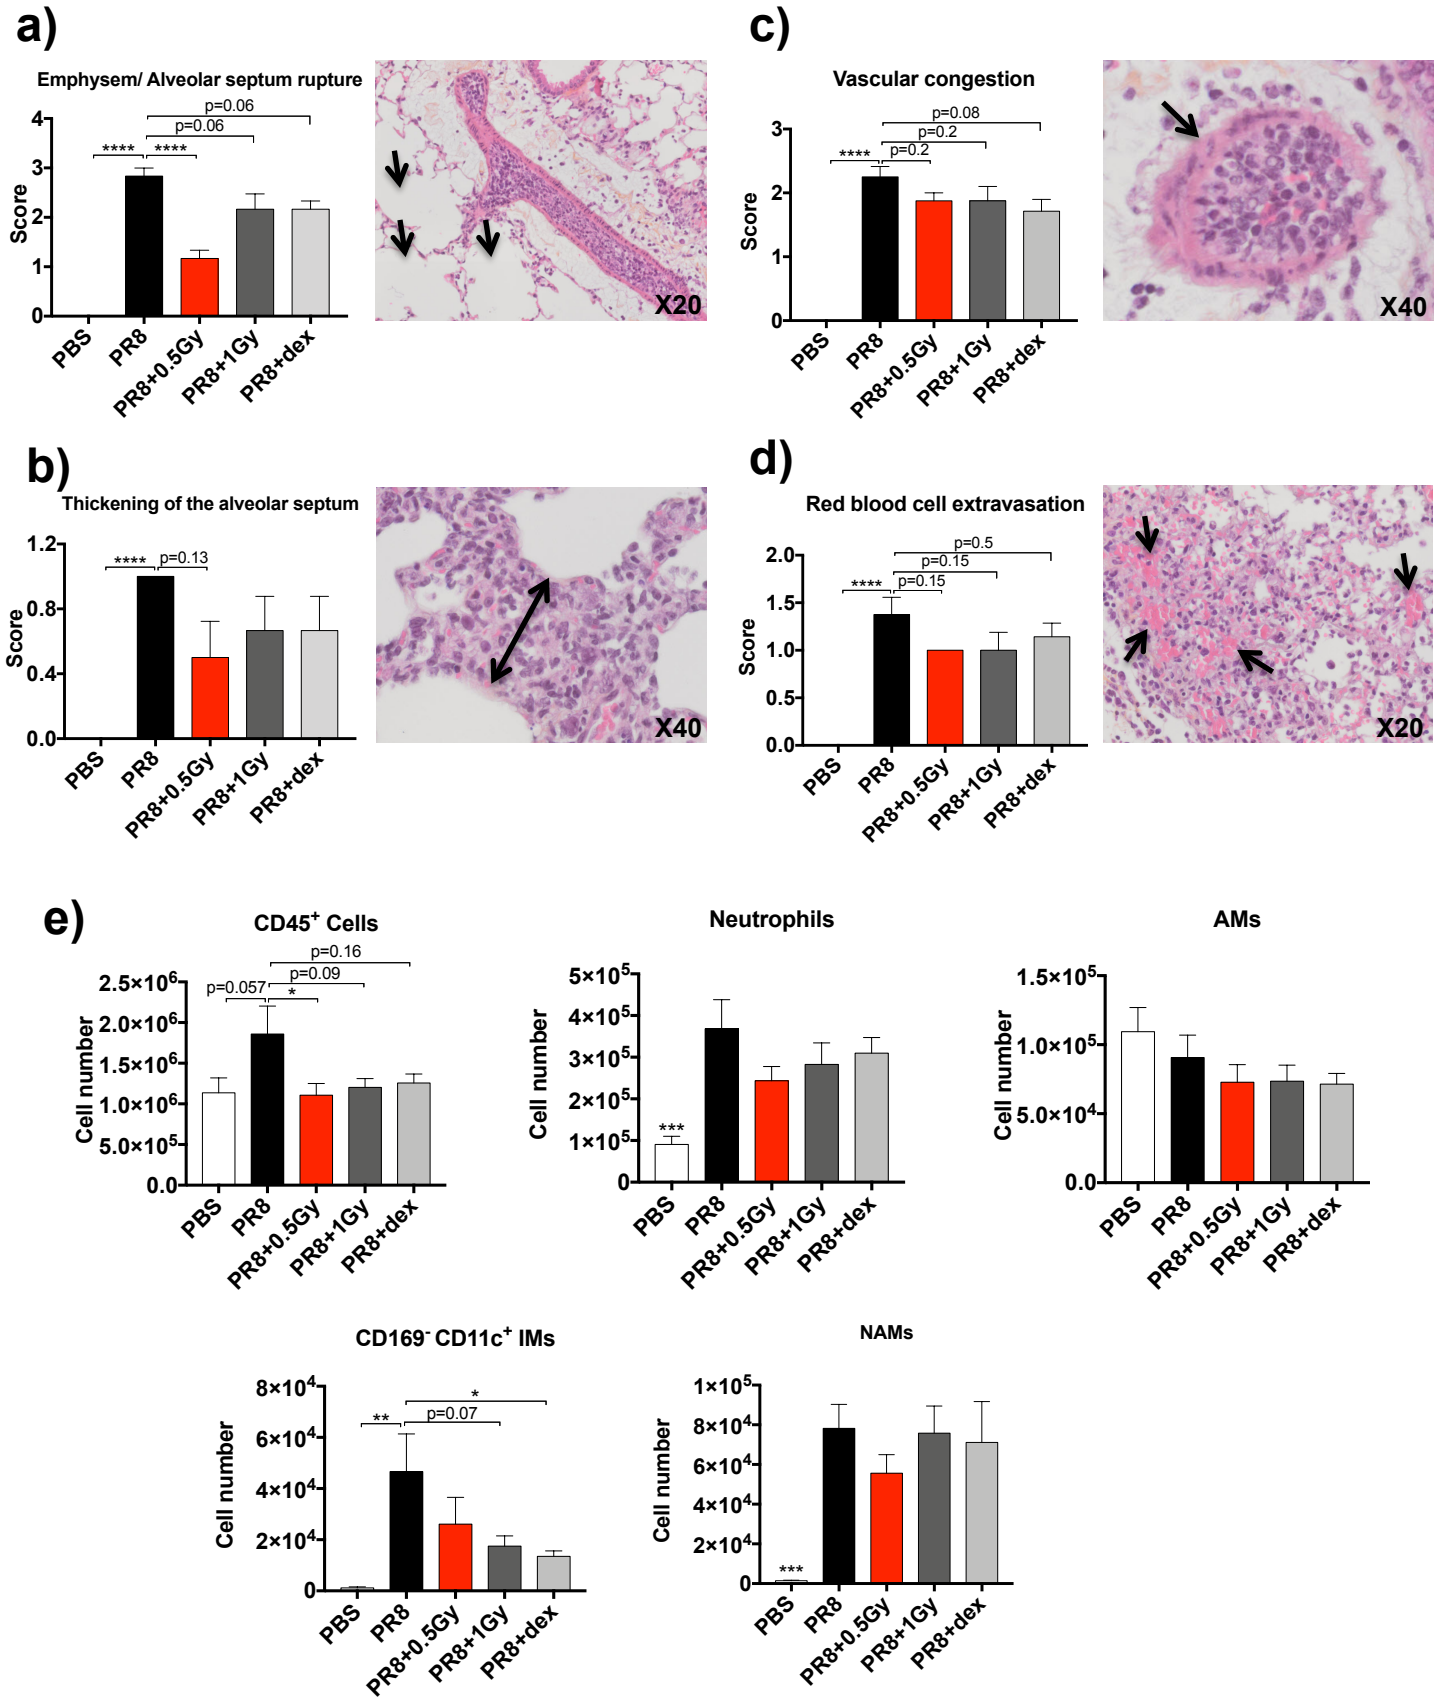 a)
Emphysem/ Alveolar septum rupture
p=0.06
p=0.06
**** ****
4
3
2
1
0
Score
PBS
PR8
PR8+0.5Gy
PR8+1Gy
PR8+dex
X20
c)
Vascular congestion
p=0.08
p=0.2
**** p=0.2
3
2
1
0
Score
PBS
PR8
PR8+0.5Gy
PR8+1Gy
PR8+dex
X40
b)
Thickening of the alveolar septum
**** p=0.13
1.2
0.8
0.4
0.0
Score
PBS
PR8
PR8+0.5Gy
PR8+1Gy
PR8+dex
X40
d)
Red blood cell extravasation
p=0.5
p=0.15
**** p=0.15
2.0
1.5
1.0
0.5
0.0
Score
PBS
PR8
PR8+0.5Gy
PR8+1Gy
PR8+dex
X20
e)
CD45⁺ Cells
p=0.16
p=0.09
p=0.057 *
2.5×10⁶
2.0×10⁶
1.5×10⁶
1.0×10⁶
5.0×10⁵
0.0
Cell number
PBS
PR8
PR8+0.5Gy
PR8+1Gy
PR8+dex
Neutrophils
5×10⁵
4×10⁵
3×10⁵
2×10⁵
1×10⁵
0
***
Cell number
PBS
PR8
PR8+0.5Gy
PR8+1Gy
PR8+dex
AMs
1.5×10⁵
1.0×10⁵
5.0×10⁴
0.0
Cell number
PBS
PR8
PR8+0.5Gy
PR8+1Gy
PR8+dex
CD169⁻ CD11c⁺ IMs
*
** p=0.07
8×10⁴
6×10⁴
4×10⁴
2×10⁴
0
Cell number
PBS
PR8
PR8+0.5Gy
PR8+1Gy
PR8+dex
NAMs
1×10⁵
8×10⁴
6×10⁴
4×10⁴
2×10⁴
0
***
Cell number
PBS
PR8
PR8+0.5Gy
PR8+1Gy
PR8+dex